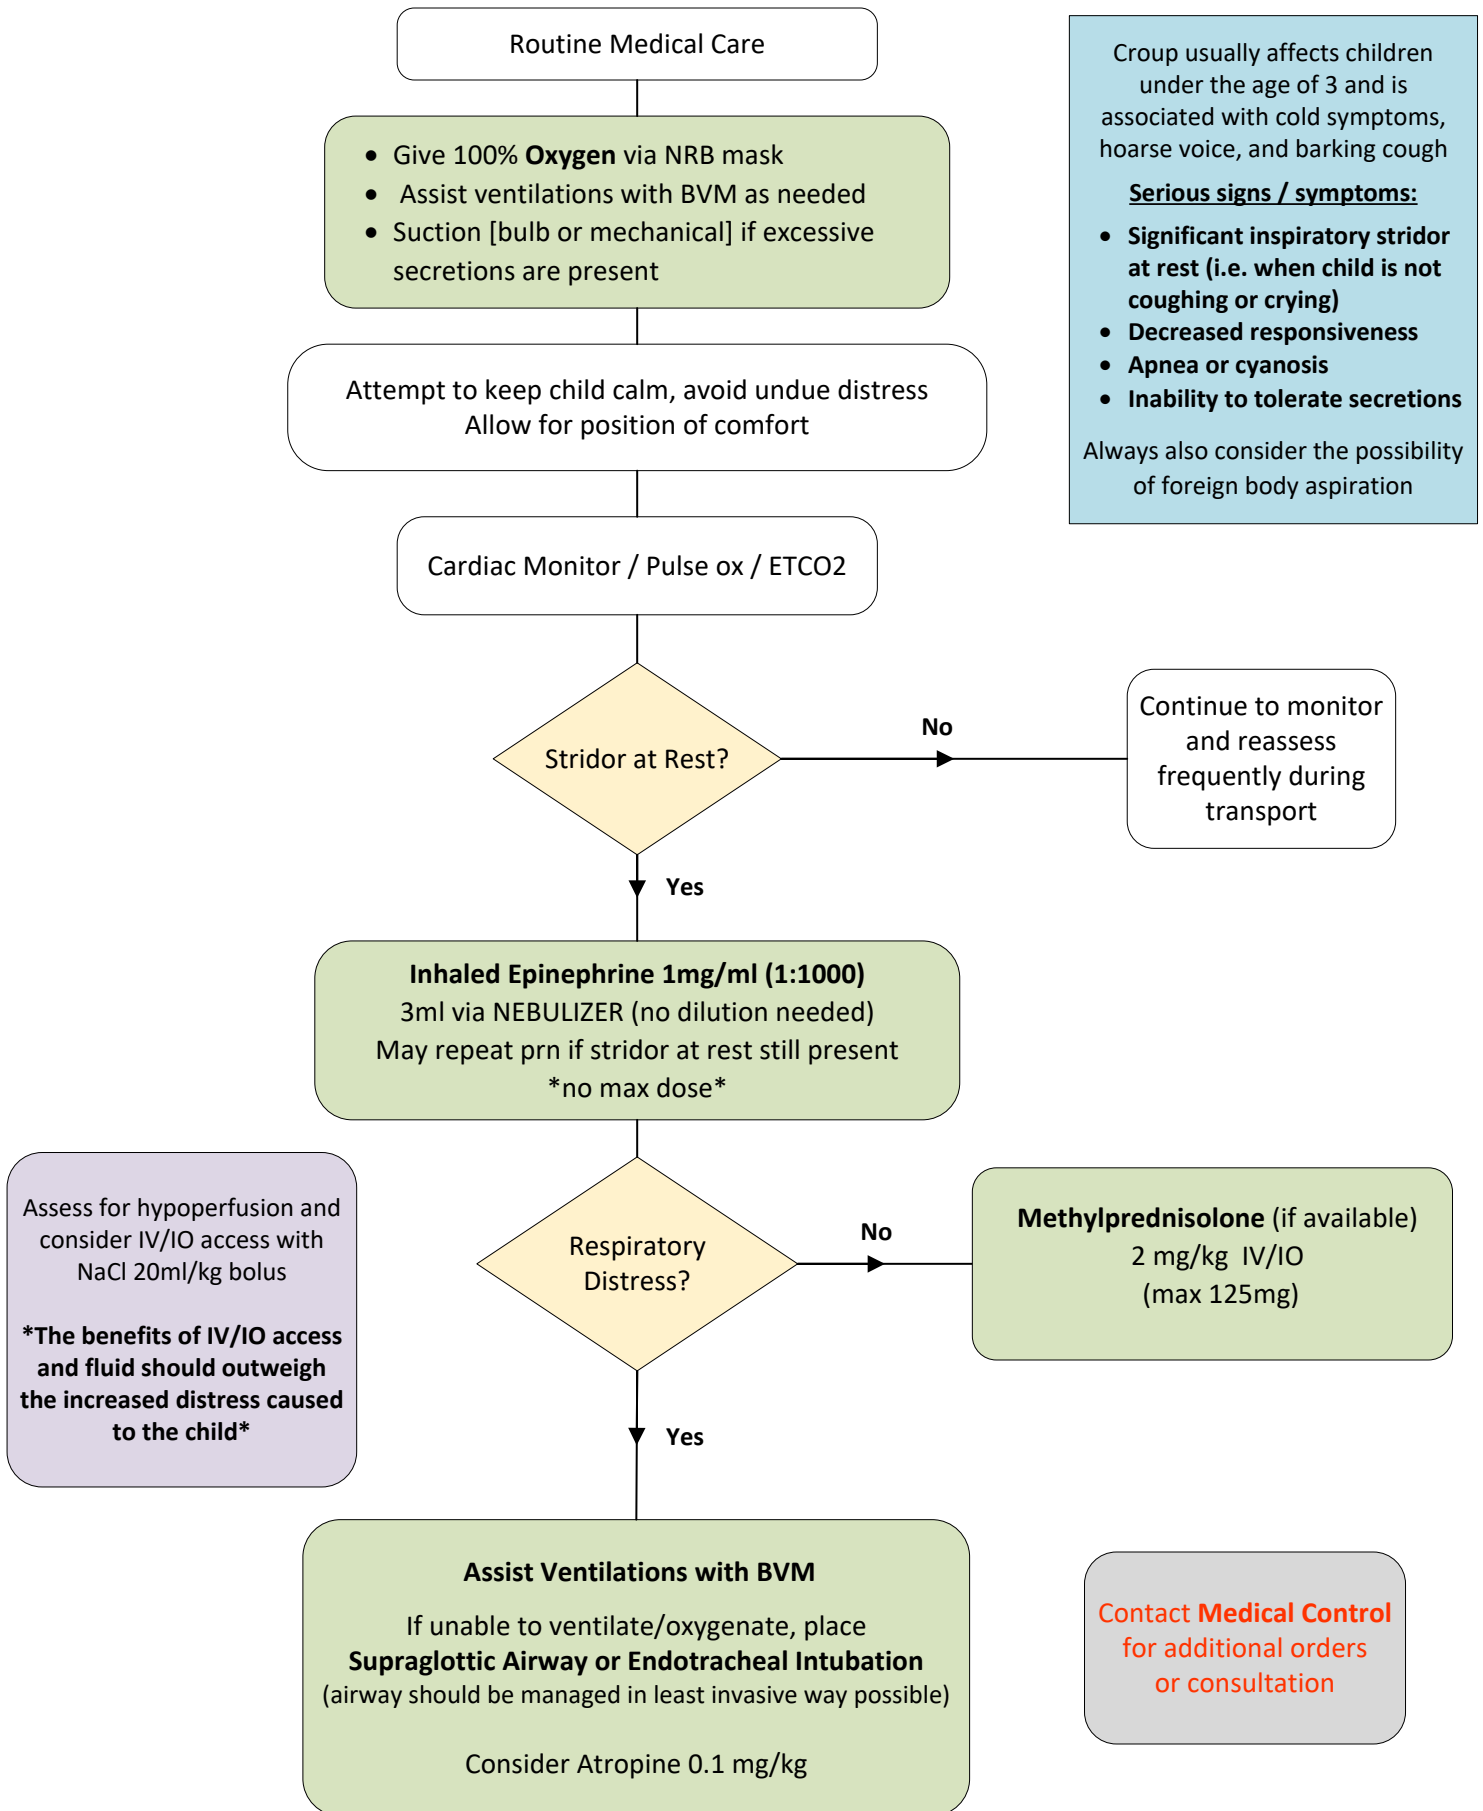 Routine Medical Care
• Give 100% Oxygen via NRB mask
• Assist ventilations with BVM as needed
• Suction [bulb or mechanical] if excessive
secretions are present
Attempt to keep child calm, avoid undue distress
Allow for position of comfort
Cardiac Monitor / Pulse ox / ETCO2
Croup usually affects children
under the age of 3 and is
associated with cold symptoms,
hoarse voice, and barking cough
Serious signs / symptoms:
• Significant inspiratory stridor
at rest (i.e. when child is not
coughing or crying)
• Decreased responsiveness
• Apnea or cyanosis
• Inability to tolerate secretions
Always also consider the possibility
of foreign body aspiration
Stridor at Rest?
No
Continue to monitor
and reassess
frequently during
transport
Yes
Inhaled Epinephrine 1mg/ml (1:1000)
3ml via NEBULIZER (no dilution needed)
May repeat prn if stridor at rest still present
*no max dose*
Assess for hypoperfusion and
consider IV/IO access with
NaCl 20ml/kg bolus
*The benefits of IV/IO access
and fluid should outweigh
the increased distress caused
to the child*
Respiratory
Distress?
No
Methylprednisolone (if available)
2 mg/kg IV/IO
(max 125mg)
Yes
Assist Ventilations with BVM
If unable to ventilate/oxygenate, place
Supraglottic Airway or Endotracheal Intubation
(airway should be managed in least invasive way possible)
Consider Atropine 0.1 mg/kg
Contact Medical Control
for additional orders
or consultation